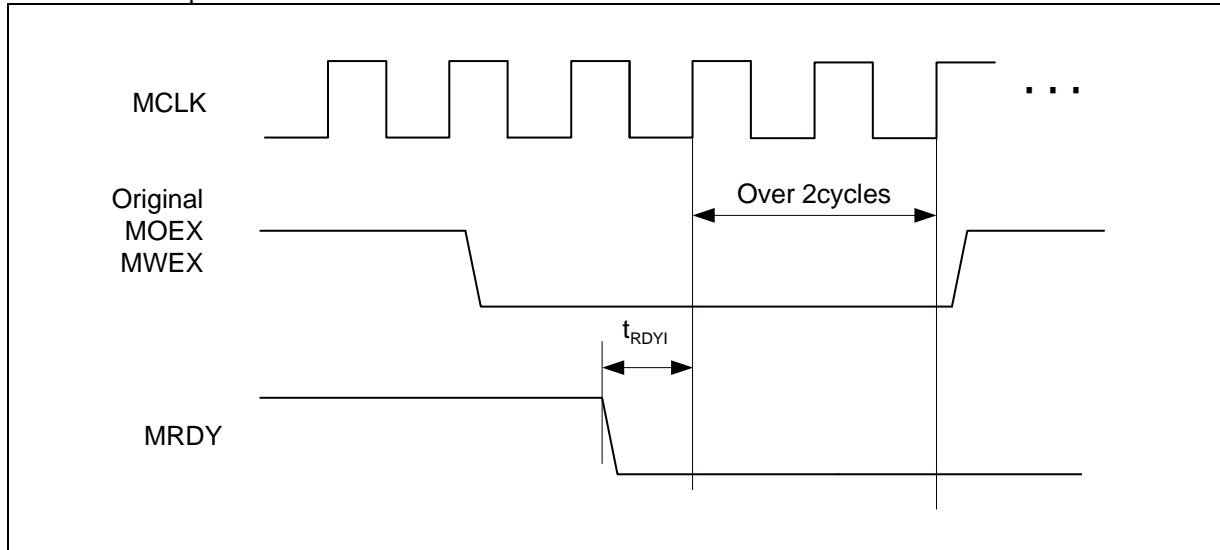 MCLK
. . .
Original
MOEX
MWEX
Over 2cycles
tRDYI
MRDY